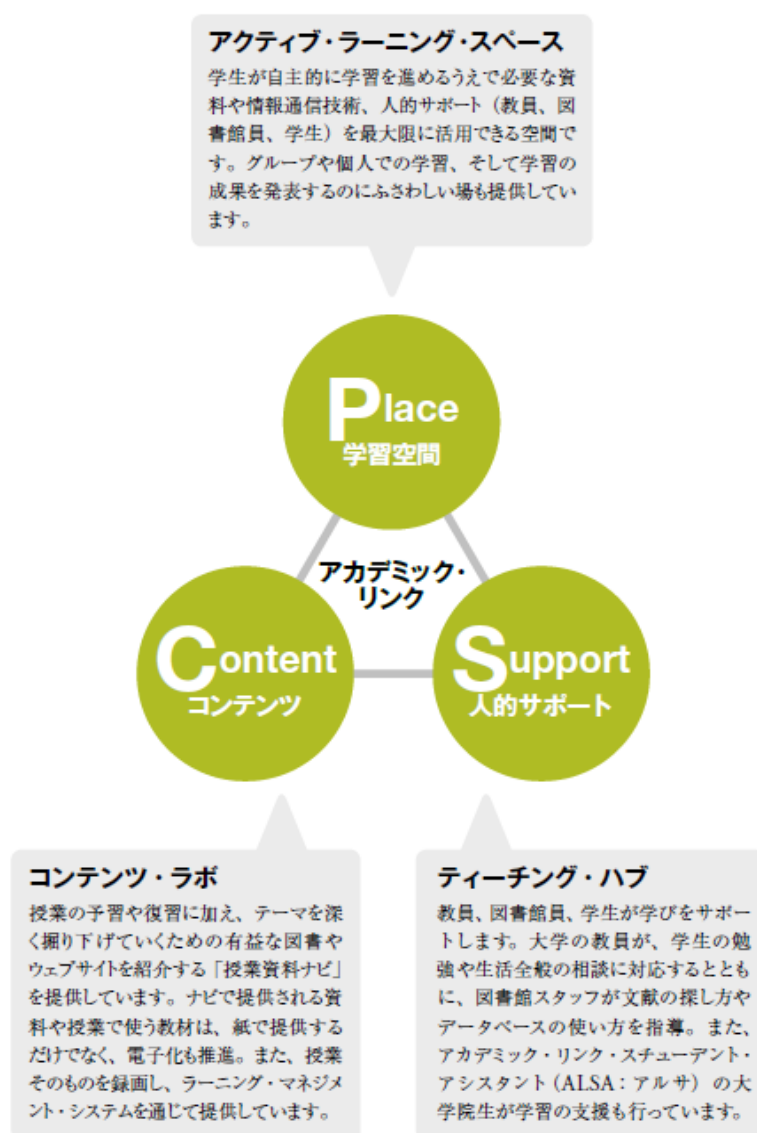 アクティブ・ラーニング・スペース
学生が自主的に学習を進めるうえで必要な資
料や情報通信技術、人的サポート（教員、図
書館員、学生）を最大限に活用できる空間で
す。グループや個人での学習、そして学習の
成果を発表するのにふさわしい場も提供してい
ます。
Place
学習空間
アカデミック・
リンク
Content
コンテンツ
Support
人的サポート
コンテンツ・ラボ
授業の予習や復習に加え、テーマを深
く掘り下げていくための有益な図書や
ウェブサイトを紹介する「授業資料ナビ」
を提供しています。ナビで提供される資
料や授業で使う教材は、紙で提供する
だけでなく、電子化も推進。また、授業
そのものを録画し、ラーニング・マネジメ
ント・システムを通じて提供しています。
ティーチング・ハブ
教員、図書館員、学生が学びをサポー
トします。大学の教員が、学生の勉
強や生活全般の相談に対応するととも
に、図書館スタッフが文献の探し方や
データベースの使い方を指導。また、
アカデミック・リンク・スチューデント・
アシスタント（ALSA：アルサ）の大
学院生が学習の支援も行っています。